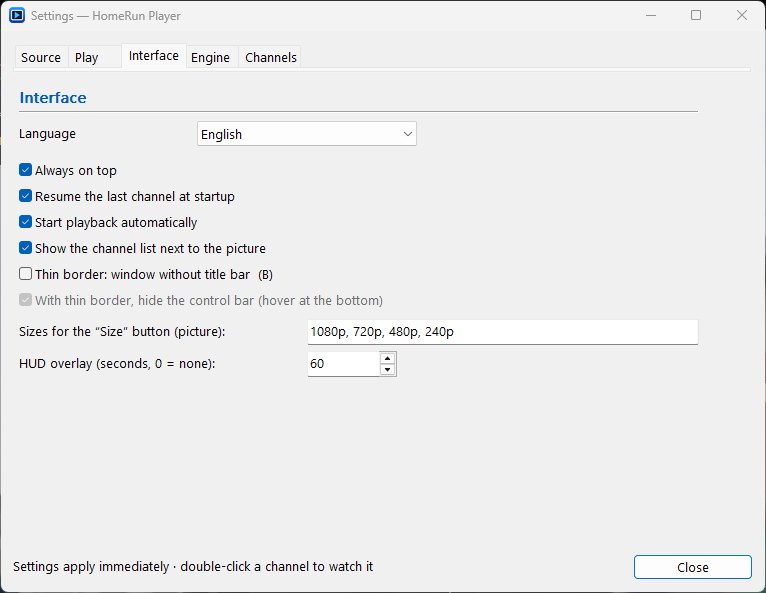 Settings — HomeRun Player
Source Play Interface Engine Channels
Interface
Language English
Always on top
Resume the last channel at startup
Start playback automatically
Show the channel list next to the picture
Thin border: window without title bar (B)
With thin border, hide the control bar (hover at the bottom)
Sizes for the “Size” button (picture): 1080p, 720p, 480p, 240p
HUD overlay (seconds, 0 = none): 60
Settings apply immediately · double-click a channel to watch it Close